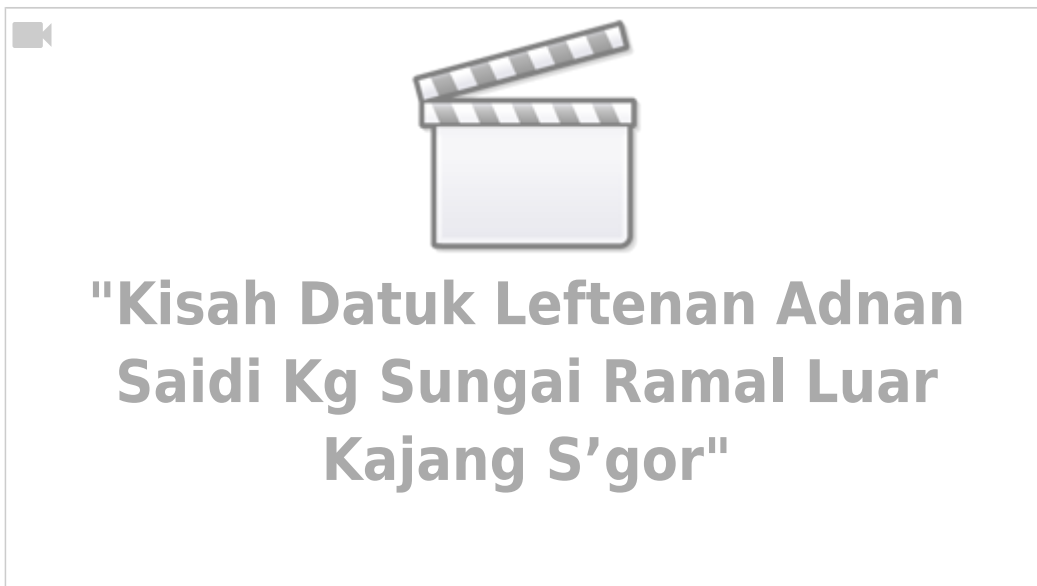 "Kisah Datuk Leftenan Adnan
Saidi Kg Sungai Ramal Luar
Kajang S’gor"